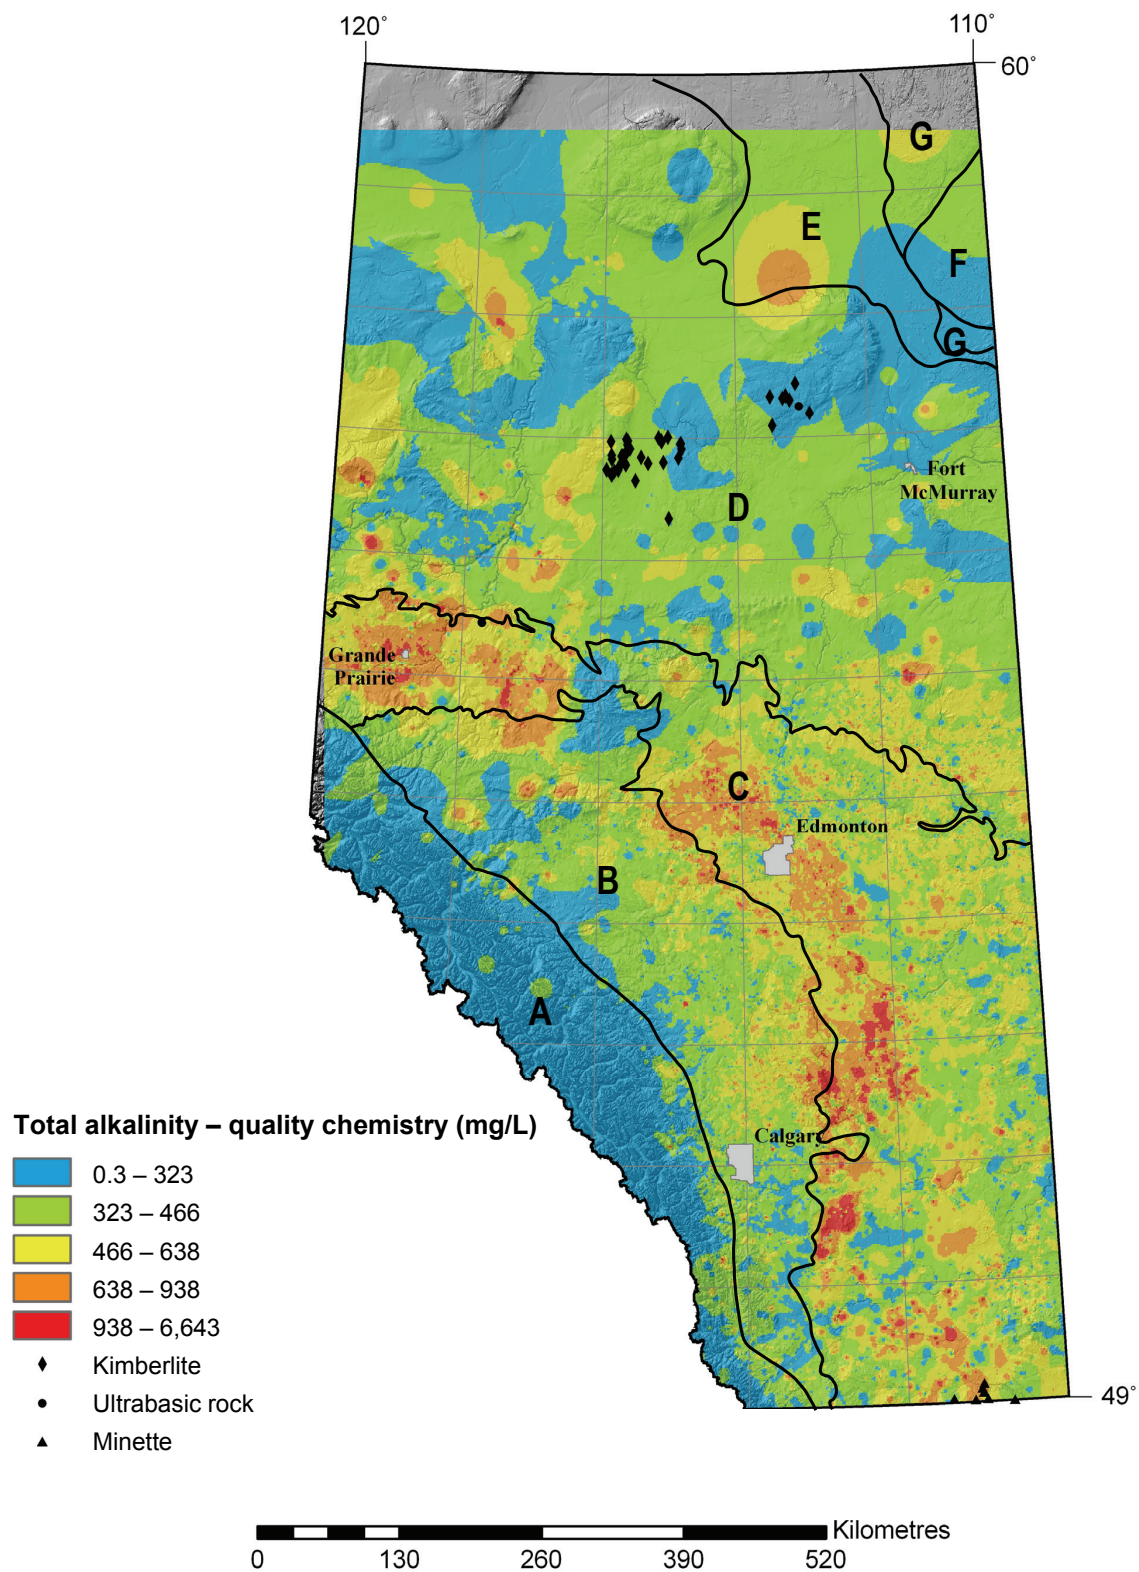 120°
110°
60°
G
E
F
G
Fort
McMurray
D
Grande
Prairie
C
Edmonton
B
A
Calgary
Total alkalinity – quality chemistry (mg/L)
0.3 – 323
323 – 466
466 – 638
638 – 938
938 – 6,643
Kimberlite
Ultrabasic rock
Minette
49°
Kilometres
0 130 260 390 520